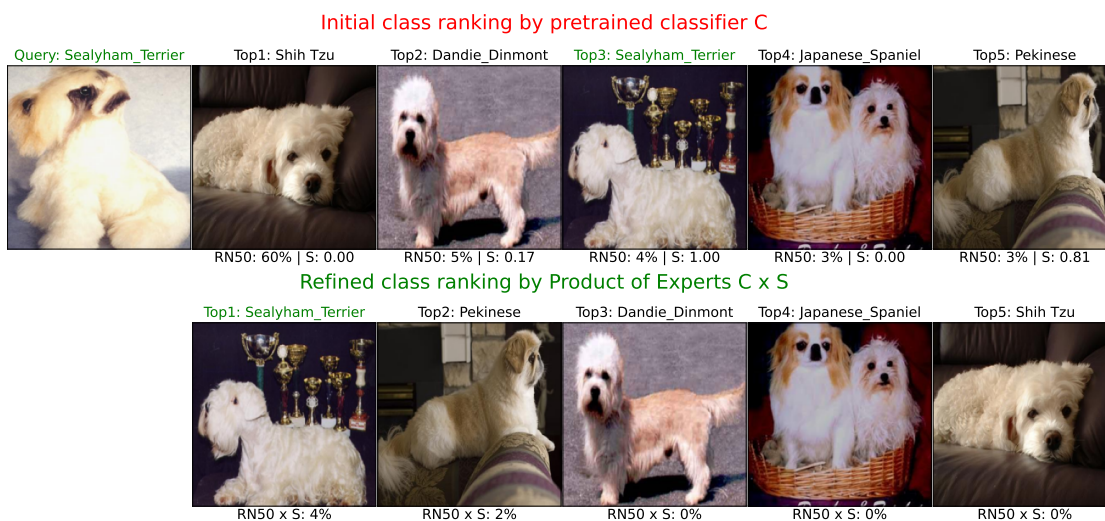 Initial class ranking by pretrained classifier C
Query: Sealyham_Terrier Top1: Shih Tzu Top2: Dandie_Dinmont Top3: Sealyham_Terrier Top4: Japanese_Spaniel Top5: Pekinese
RN50: 60% | S: 0.00 RN50: 5% | S: 0.17 RN50: 4% | S: 1.00 RN50: 3% | S: 0.00 RN50: 3% | S: 0.81
Refined class ranking by Product of Experts C x S
Top1: Sealyham_Terrier Top2: Pekinese Top3: Dandie_Dinmont Top4: Japanese_Spaniel Top5: Shih Tzu
RN50 x S: 4% RN50 x S: 2% RN50 x S: 0% RN50 x S: 0% RN50 x S: 0%